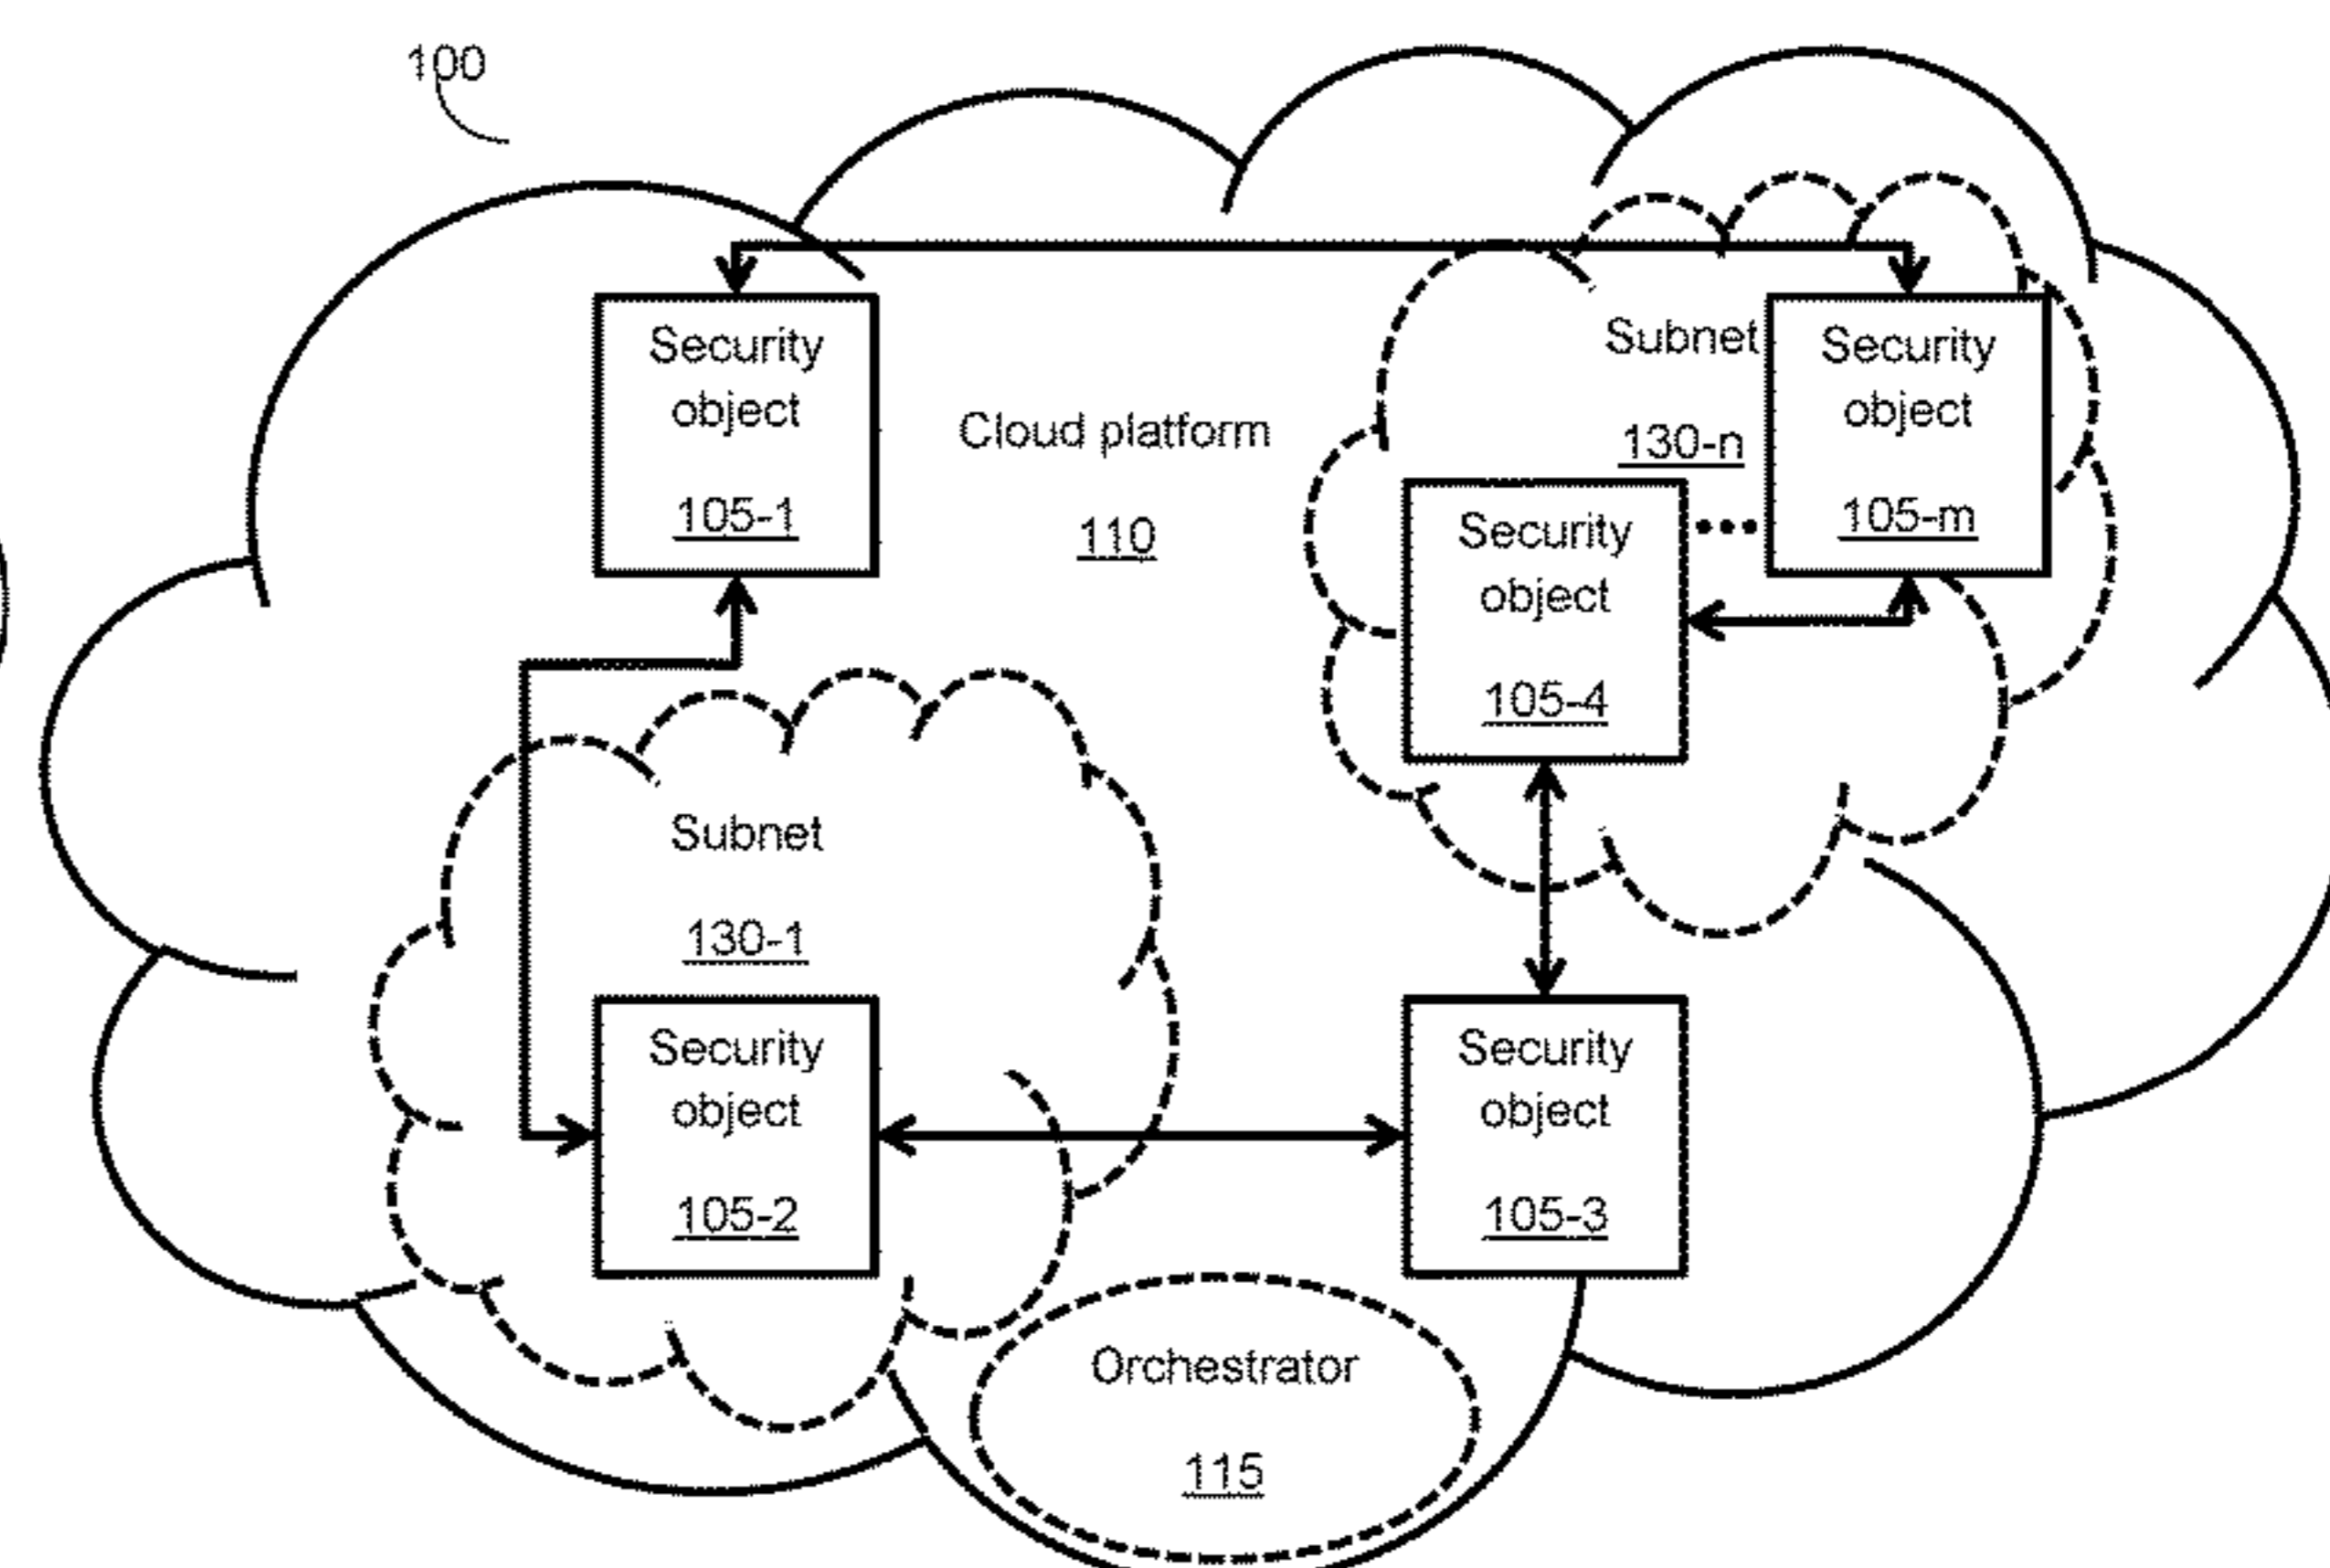 100
Security
object
105-1
Cloud platform
110
Subnet
130-n
Security
object
105-m
Security
object
105-4
Subnet
130-1
Security
object
105-2
Security
object
105-3
Orchestrator
115